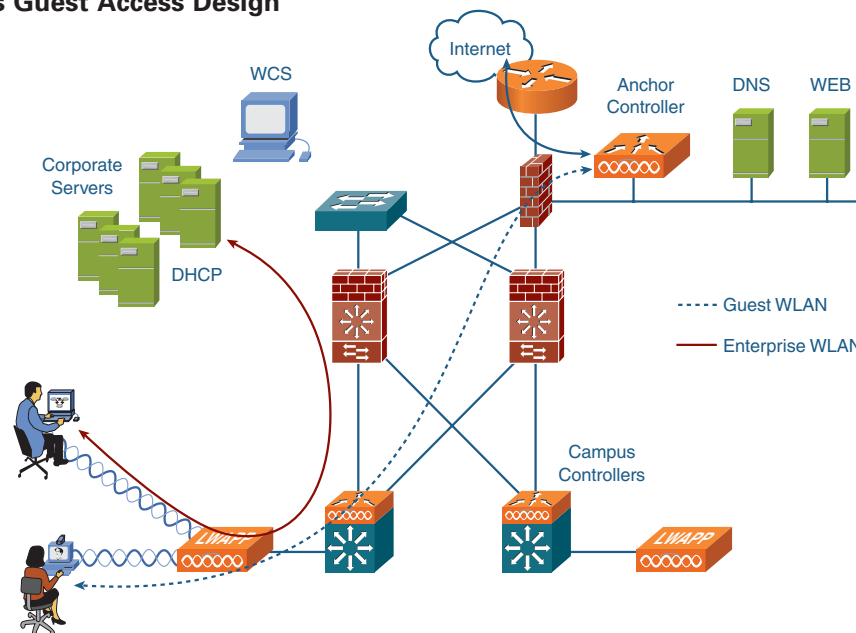 s Guest Access Design
Internet
WCS
Anchor
Controller
DNS
WEB
Corporate
Servers
DHCP
Guest WLAN
Enterprise WLAN
Campus
Controllers
LWAPP
LWAPP